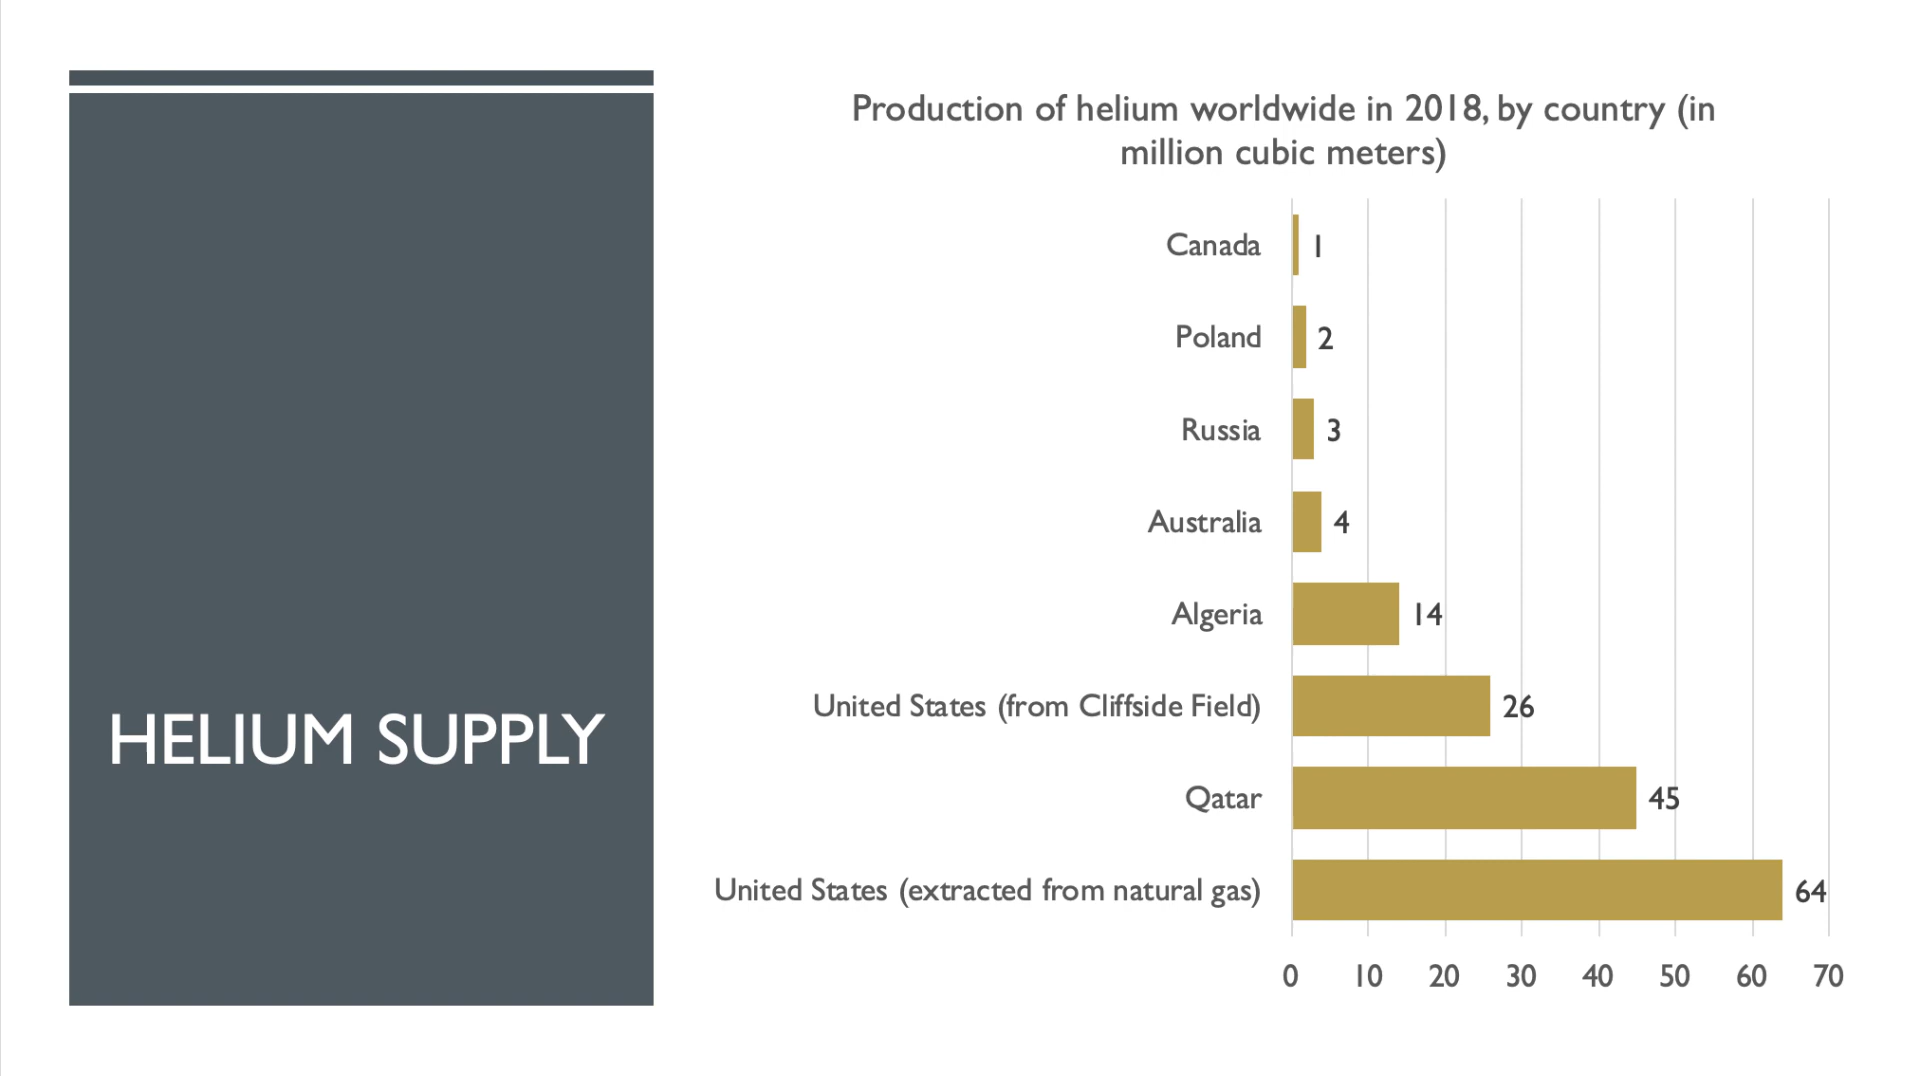 HELIUM SUPPLY
Production of helium worldwide in 2018, by country (in
million cubic meters)
Canada 1
Poland 2
Russia 3
Australia 4
Algeria 14
United States (from Cliffside Field) 26
Qatar 45
United States (extracted from natural gas) 64
0 10 20 30 40 50 60 70